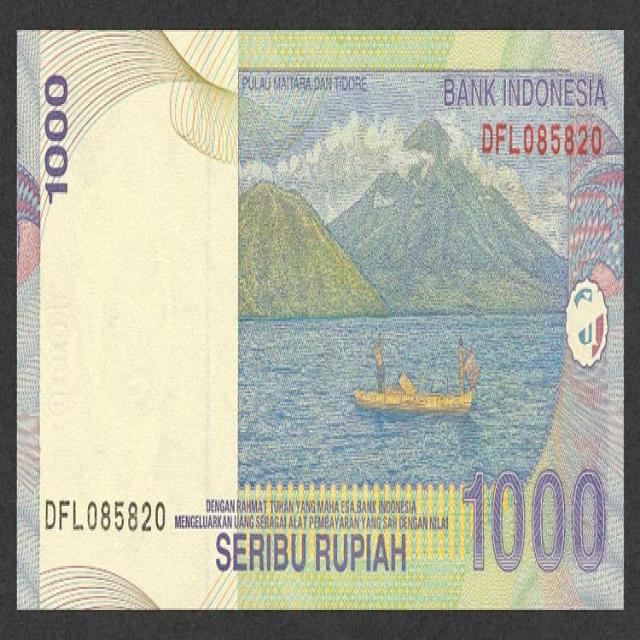 1000
PULAU MAITARA DAN TIDORE
BANK INDONESIA
DFL085820
DFL085820
DENGAN RAHMAT TUHAN YANG MAHA ESA, BANK INDONESIA
MENGELUARKAN UANG SEBAGAI ALAT PEMBAYARAN YANG SAH DENGAN NILAI
SERIBU RUPIAH
1000